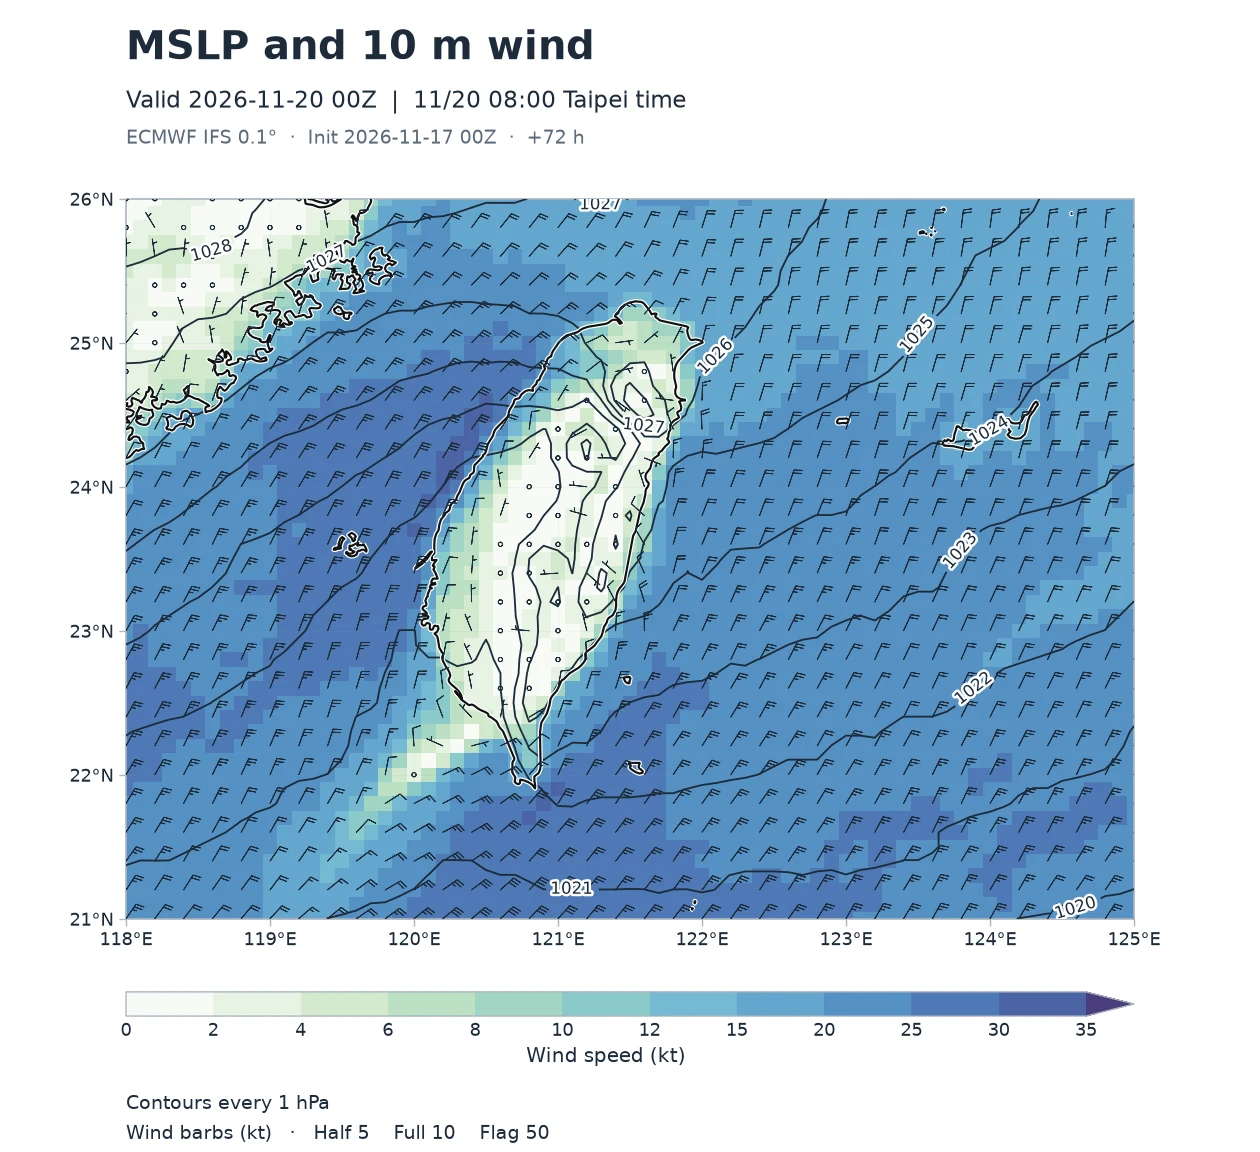 MSLP and 10 m wind
Valid 2026-11-20 00Z | 11/20 08:00 Taipei time
ECMWF IFS 0.1° · Init 2026-11-17 00Z · +72 h
26°N
25°N
24°N
23°N
22°N
21°N
1027
1028
1027
1026
1025
1027
1024
1023
1022
1021
1020
118°E 119°E 120°E 121°E 122°E 123°E 124°E 125°E
0 2 4 6 8 10 12 15 20 25 30 35
Wind speed (kt)
Contours every 1 hPa
Wind barbs (kt) · Half 5 Full 10 Flag 50